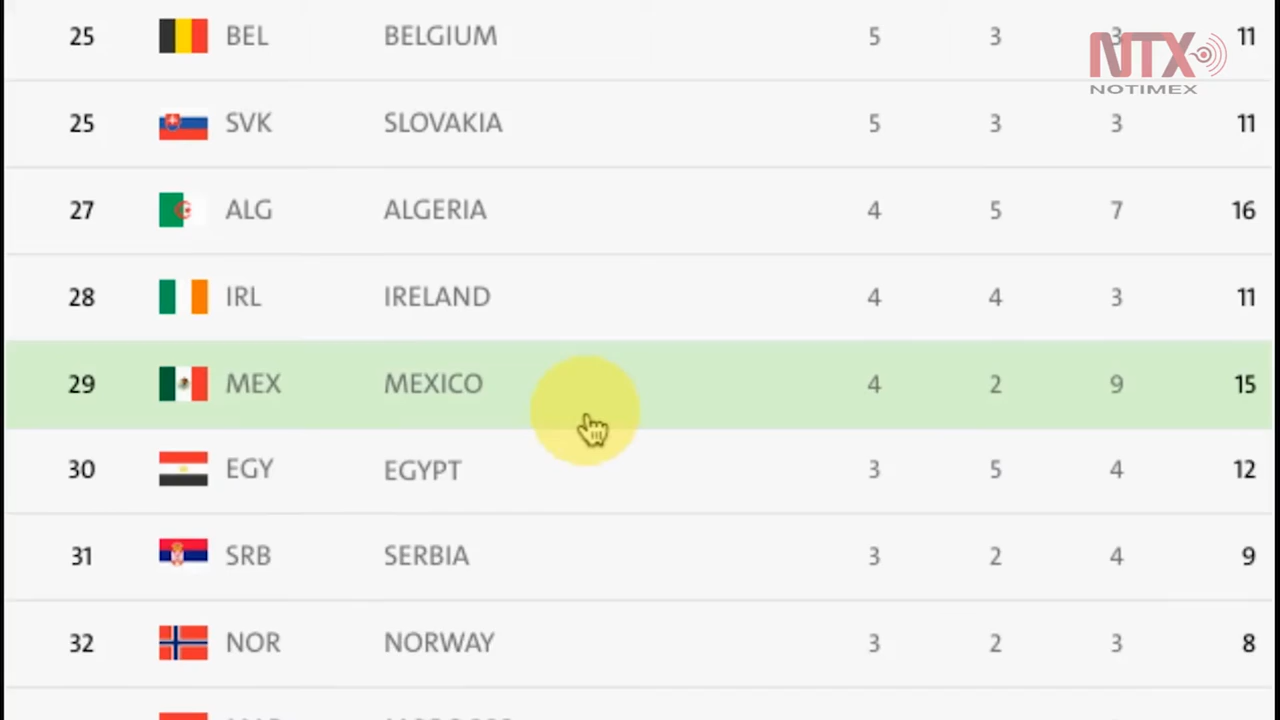 25 BEL BELGIUM 5 3 3 11
NTX
NOTIMEX
25 SVK SLOVAKIA 5 3 3 11
27 ALG ALGERIA 4 5 7 16
28 IRL IRELAND 4 4 3 11
29 MEX MEXICO 4 2 9 15
30 EGY EGYPT 3 5 4 12
31 SRB SERBIA 3 2 4 9
32 NOR NORWAY 3 2 3 8